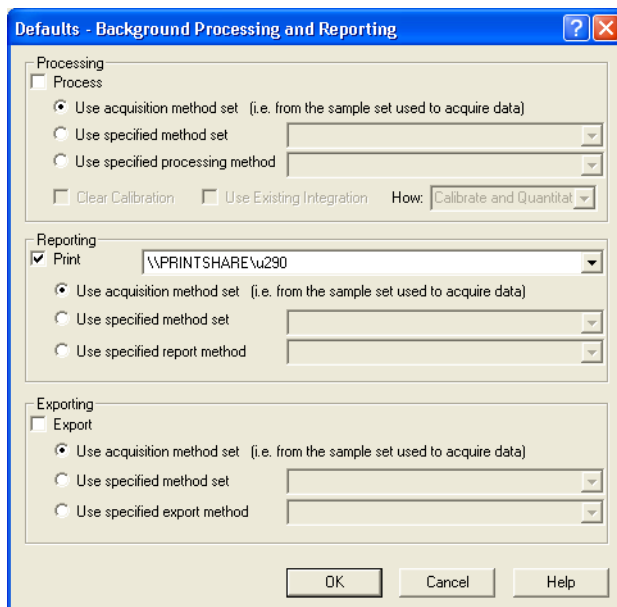 Defaults - Background Processing and Reporting
Processing
Process
Use acquisition method set (i.e. from the sample set used to acquire data)
Use specified method set
Use specified processing method
Clear Calibration Use Existing Integration How: Calibrate and Quantitat
Reporting
Print \\PRINTSHARE\u290
Use acquisition method set (i.e. from the sample set used to acquire data)
Use specified method set
Use specified report method
Exporting
Export
Use acquisition method set (i.e. from the sample set used to acquire data)
Use specified method set
Use specified export method
OK Cancel Help